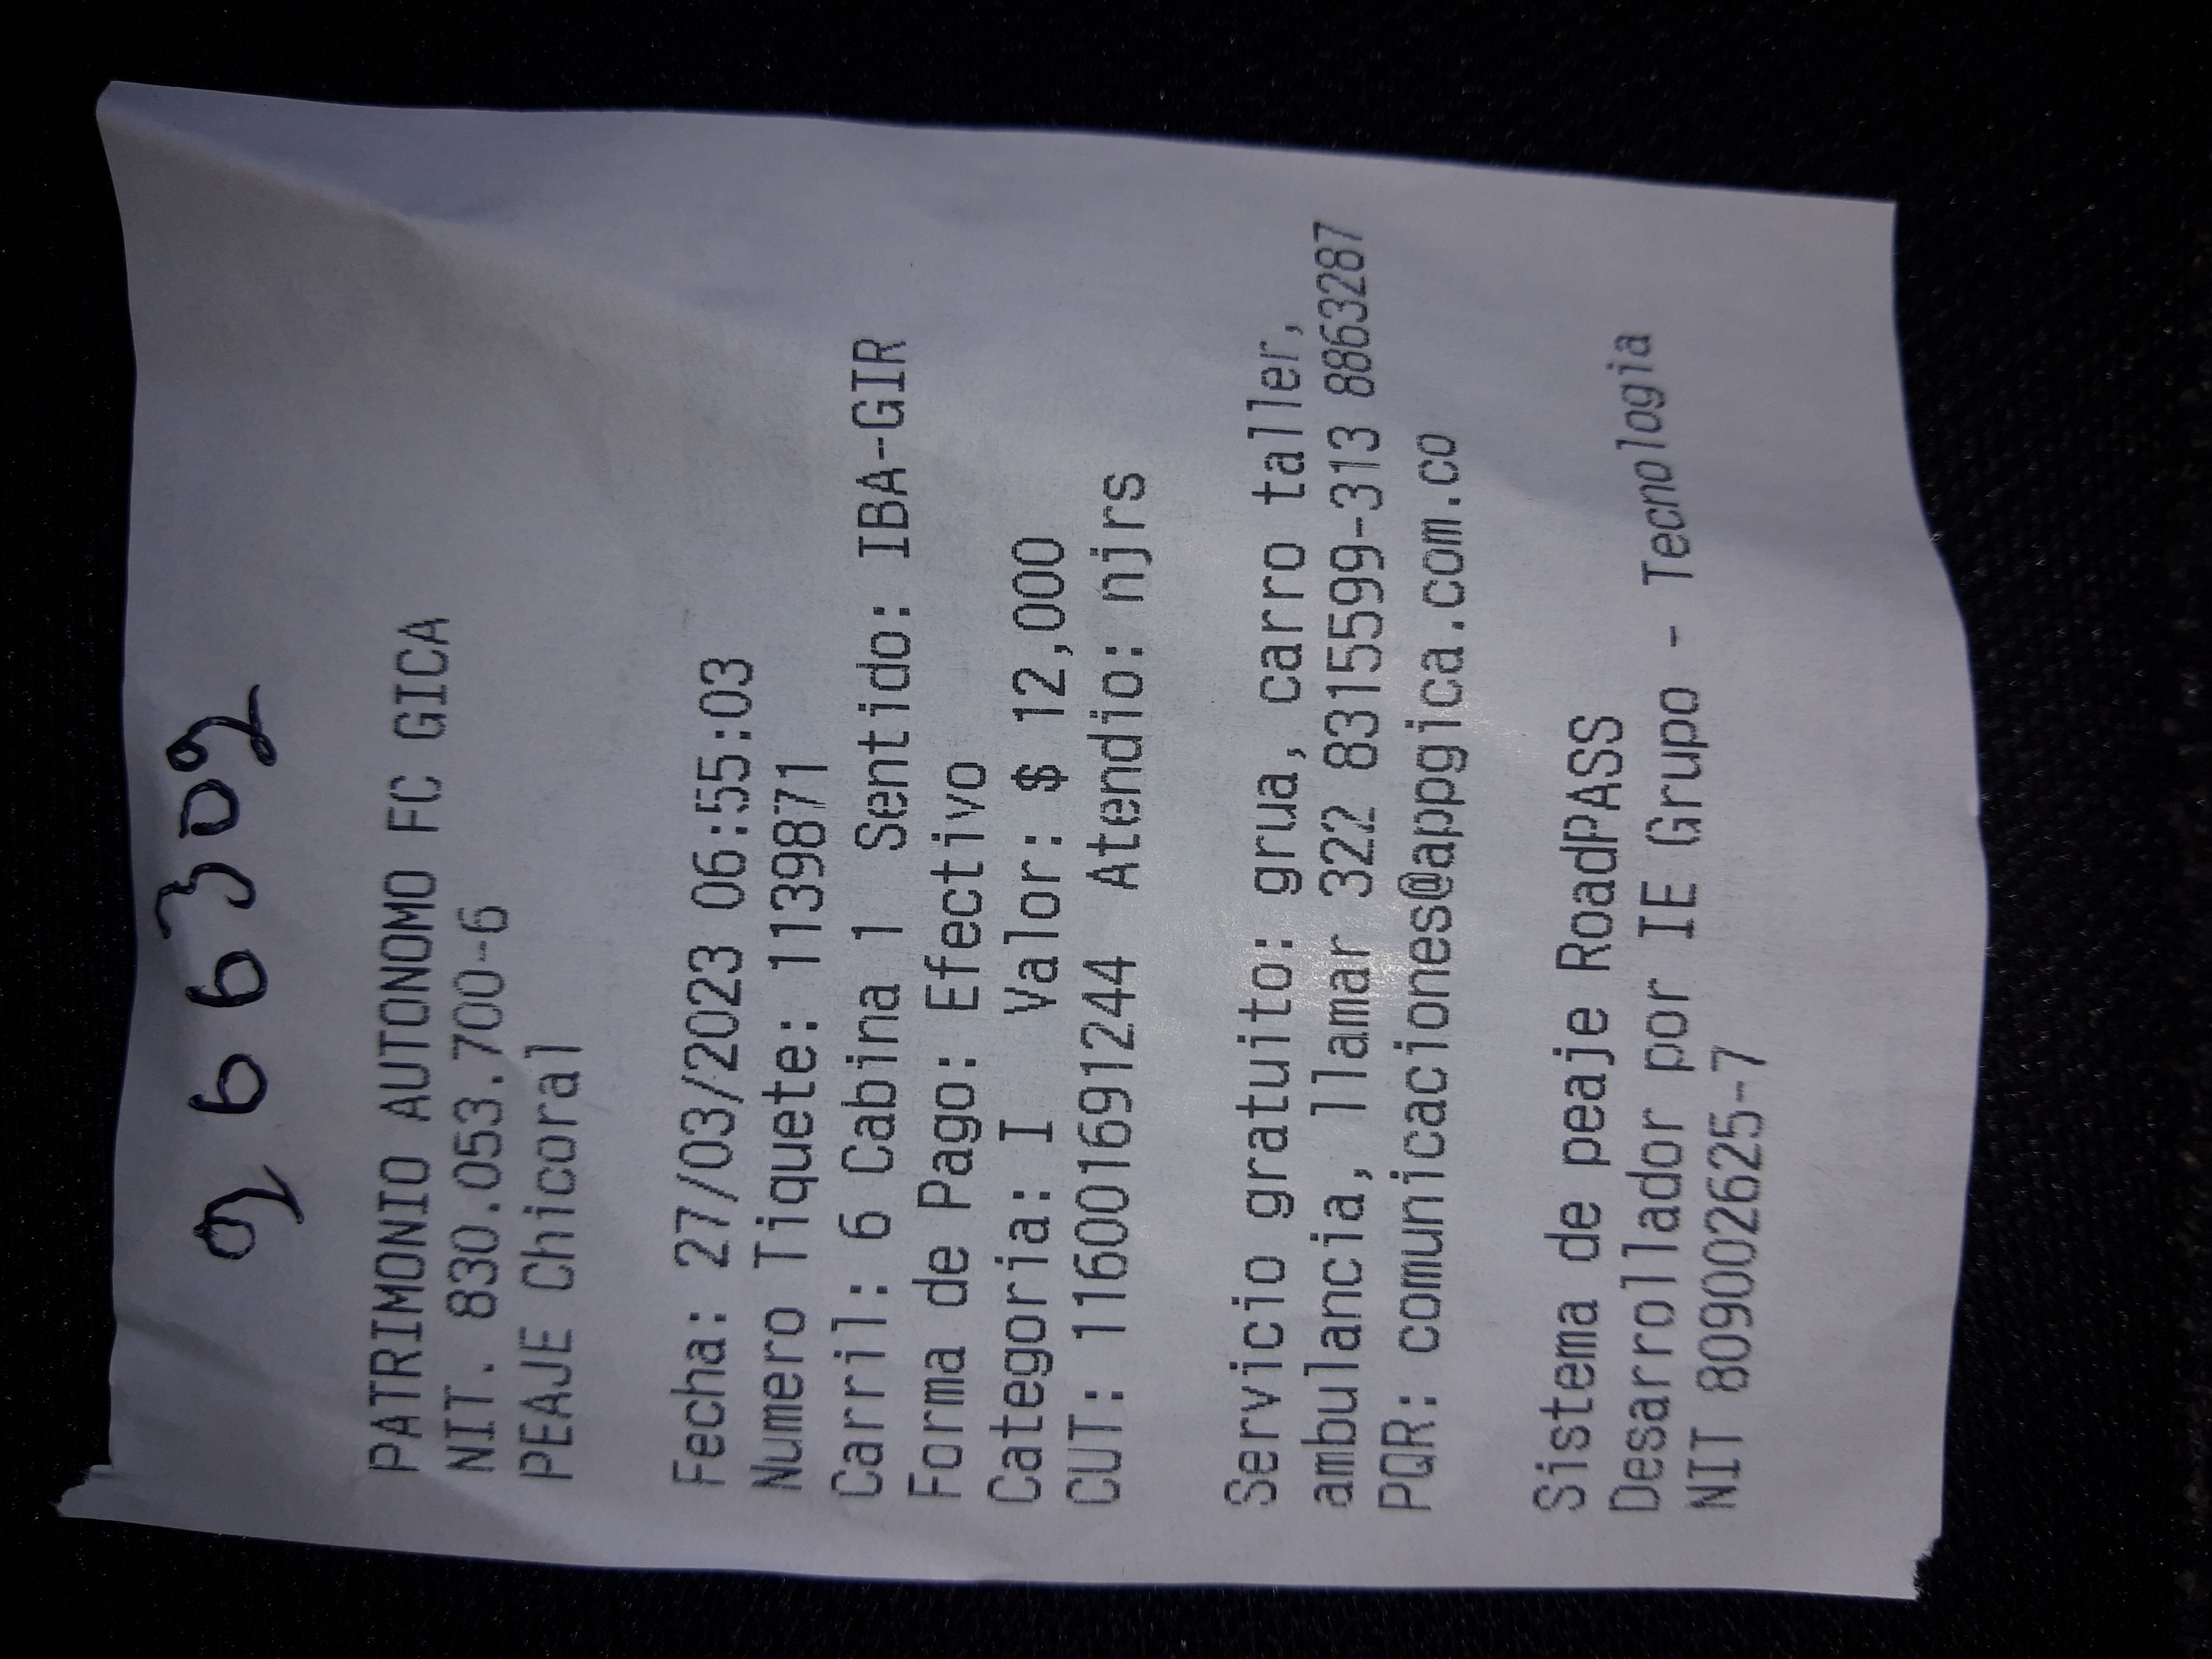 266302
PATRIMONIO AUTONOMO FC GICA
NIT. 830.053.700-6
PEAJE Chicoral
Fecha: 27/03/2023 06:55:03
Numero Tiquete: 1139871
Carril: 6 Cabina 1 Sentido: IBA-GIR
Forma de Pago: Efectivo
Categoria: I Valor: $ 12,000
CUT: 116001691244 Atendio: njrs
Servicio gratuito: grua, carro taller,
ambulancia, llamar 322 8315599-313 8863287
PQR: comunicaciones@appgica.com.co
Sistema de peaje RoadPASS
Desarrollador por IE Grupo - Tecnologia
NIT 809002625-7